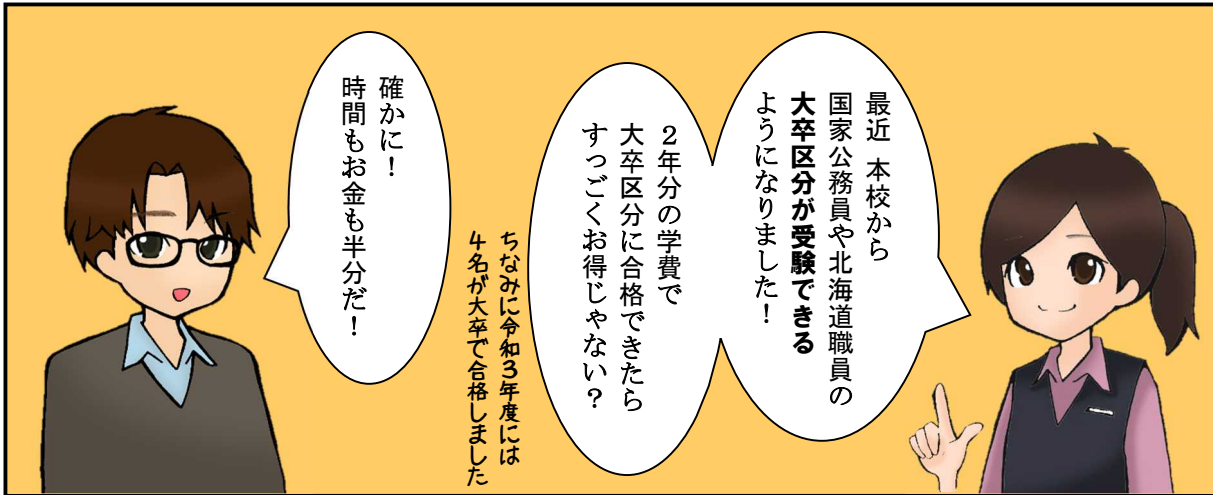 最近 本校から
国家公務員や北海道職員の
大卒区分が受験できる
ようになりました！
２年分の学費で
大卒区分に合格できたら
すっごくお得じゃない？
ちなみに令和３年度には
４名が大卒で合格しました
確かに！
時間もお金も半分だ！